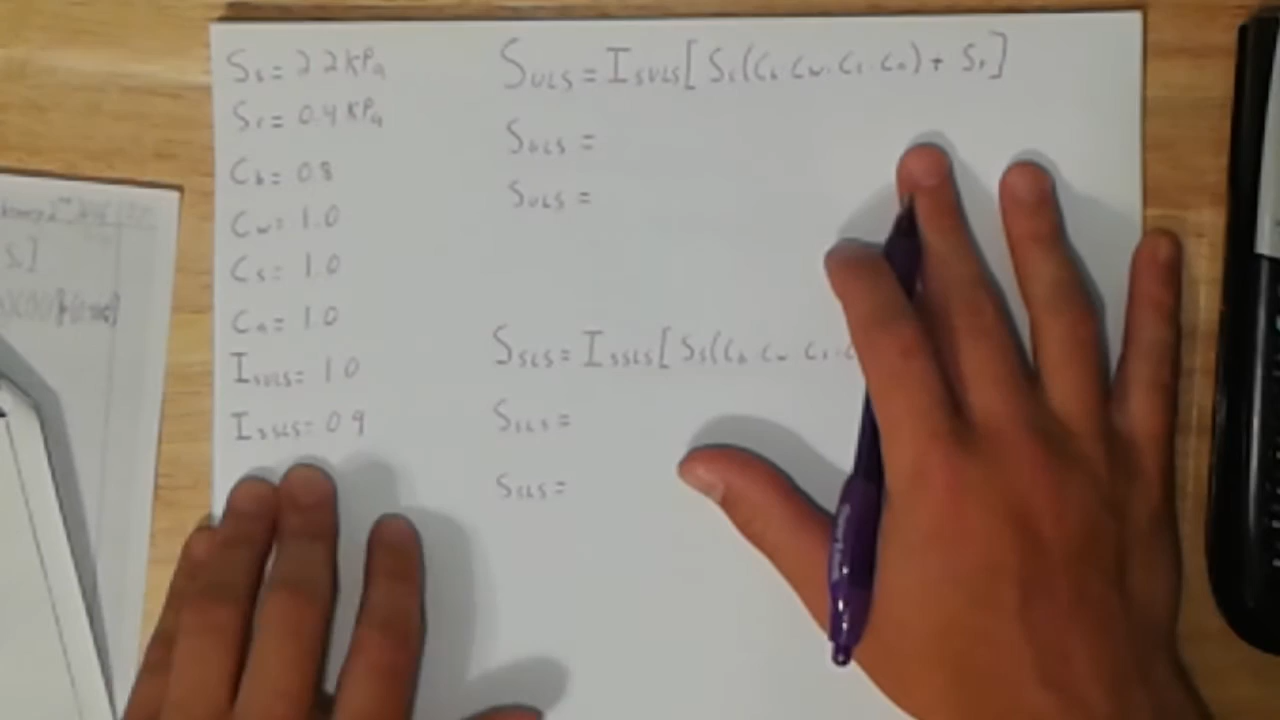 Ss = 2.2 kPa
Sr = 0.4 kPa
Cb = 0.8
Cw = 1.0
Cs = 1.0
Ca = 1.0
IsULS = 1.0
IsSLS = 0.9
SULS = IsULS [ Ss (Cb · Cw · Cs · Ca) + Sr ]
SULS =
SULS =
SSLS = IsSLS [ Ss (Cb · Cw · Cs ·
SSLS =
SSLS =